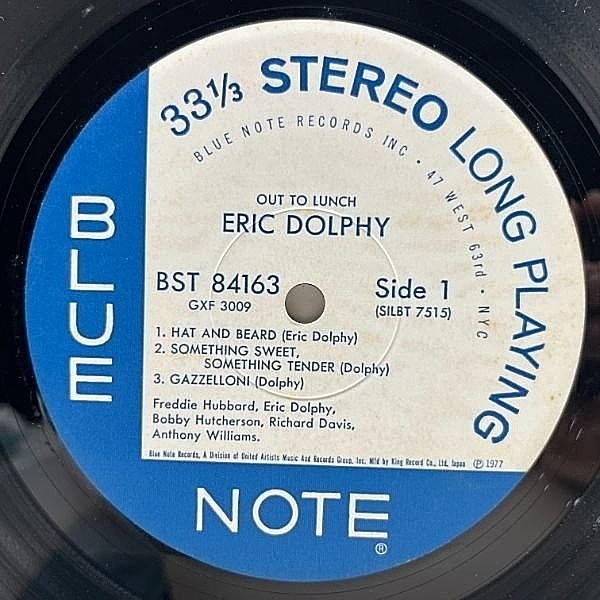 33⅓ STEREO LONG PLAYING
BLUE NOTE RECORDS INC • 47 WEST 63rd • NYC
OUT TO LUNCH
ERIC DOLPHY
BST 84163
GXF 3009
Side 1
(SILBT 7515)
1. HAT AND BEARD (Eric Dolphy)
2. SOMETHING SWEET,
SOMETHING TENDER (Dolphy)
3. GAZZELLONI (Dolphy)
Freddie Hubbard, Eric Dolphy,
Bobby Hutcherson, Richard Davis,
Anthony Williams.
Blue Note Records, A Division of United Artists Music And Records Group, Inc. Mfd by King Record Co., Ltd, Japan ℗ 1977
BLUE
NOTE®